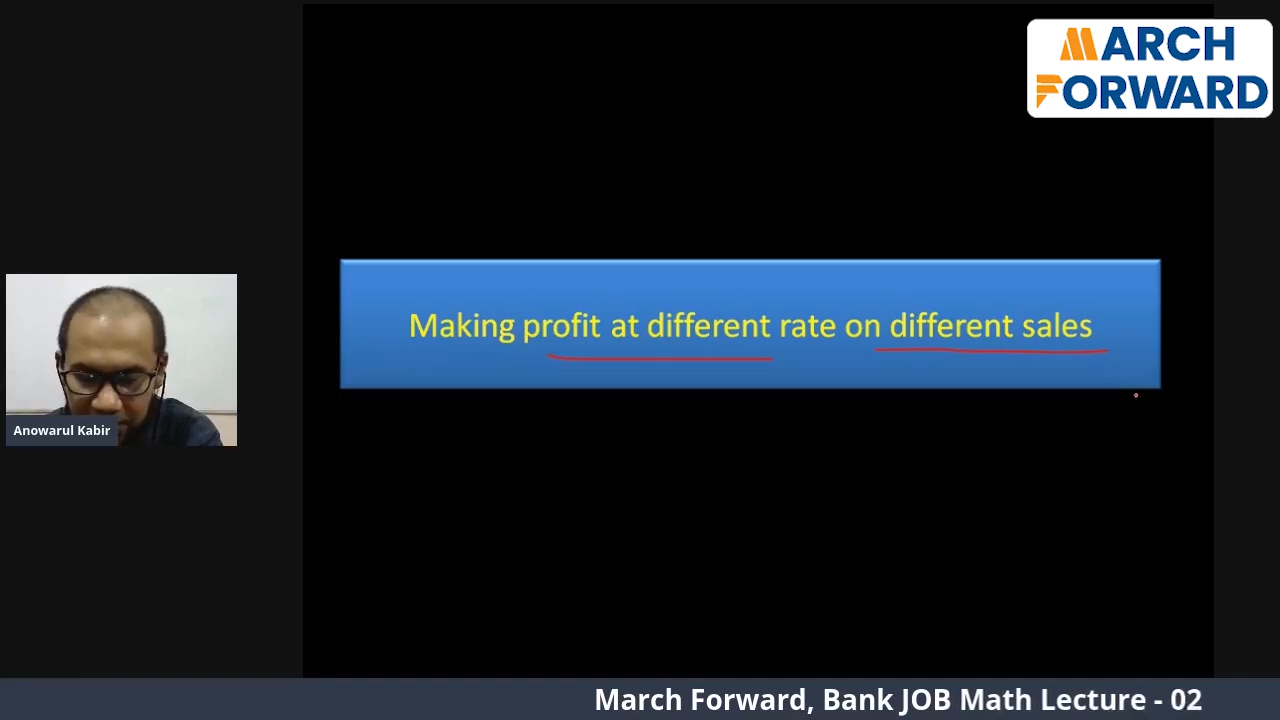 MARCH
FORWARD
Making profit at different rate on different sales
Anowarul Kabir
March Forward, Bank JOB Math Lecture - 02